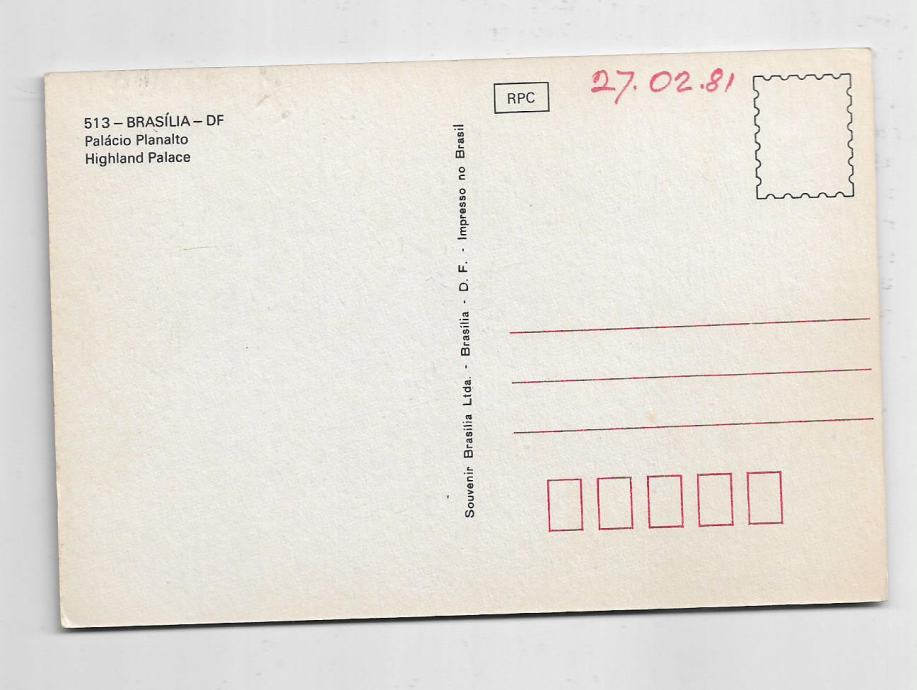 513 – BRASÍLIA – DF
Palácio Planalto
Highland Palace
Souvenir Brasília Ltda. - Brasília - D. F. - Impresso no Brasil
RPC
27.02.81